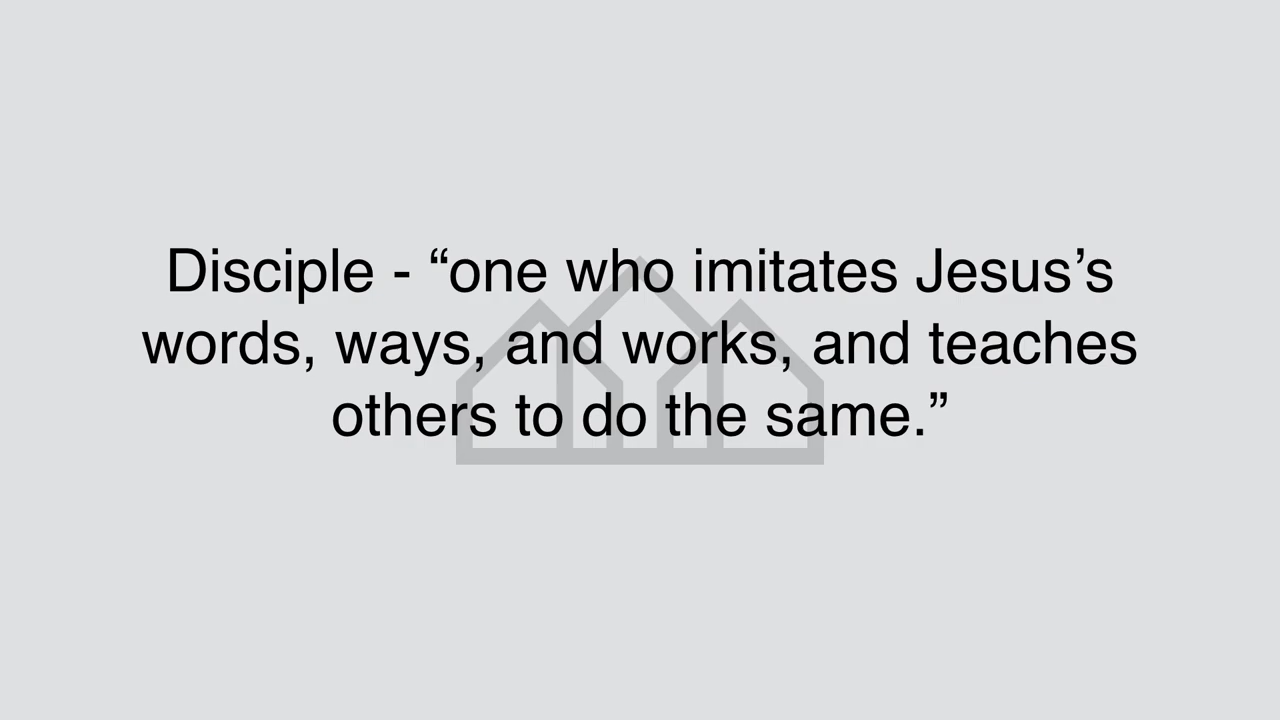 Disciple - “one who imitates Jesus’s
words, ways, and works, and teaches
others to do the same.”